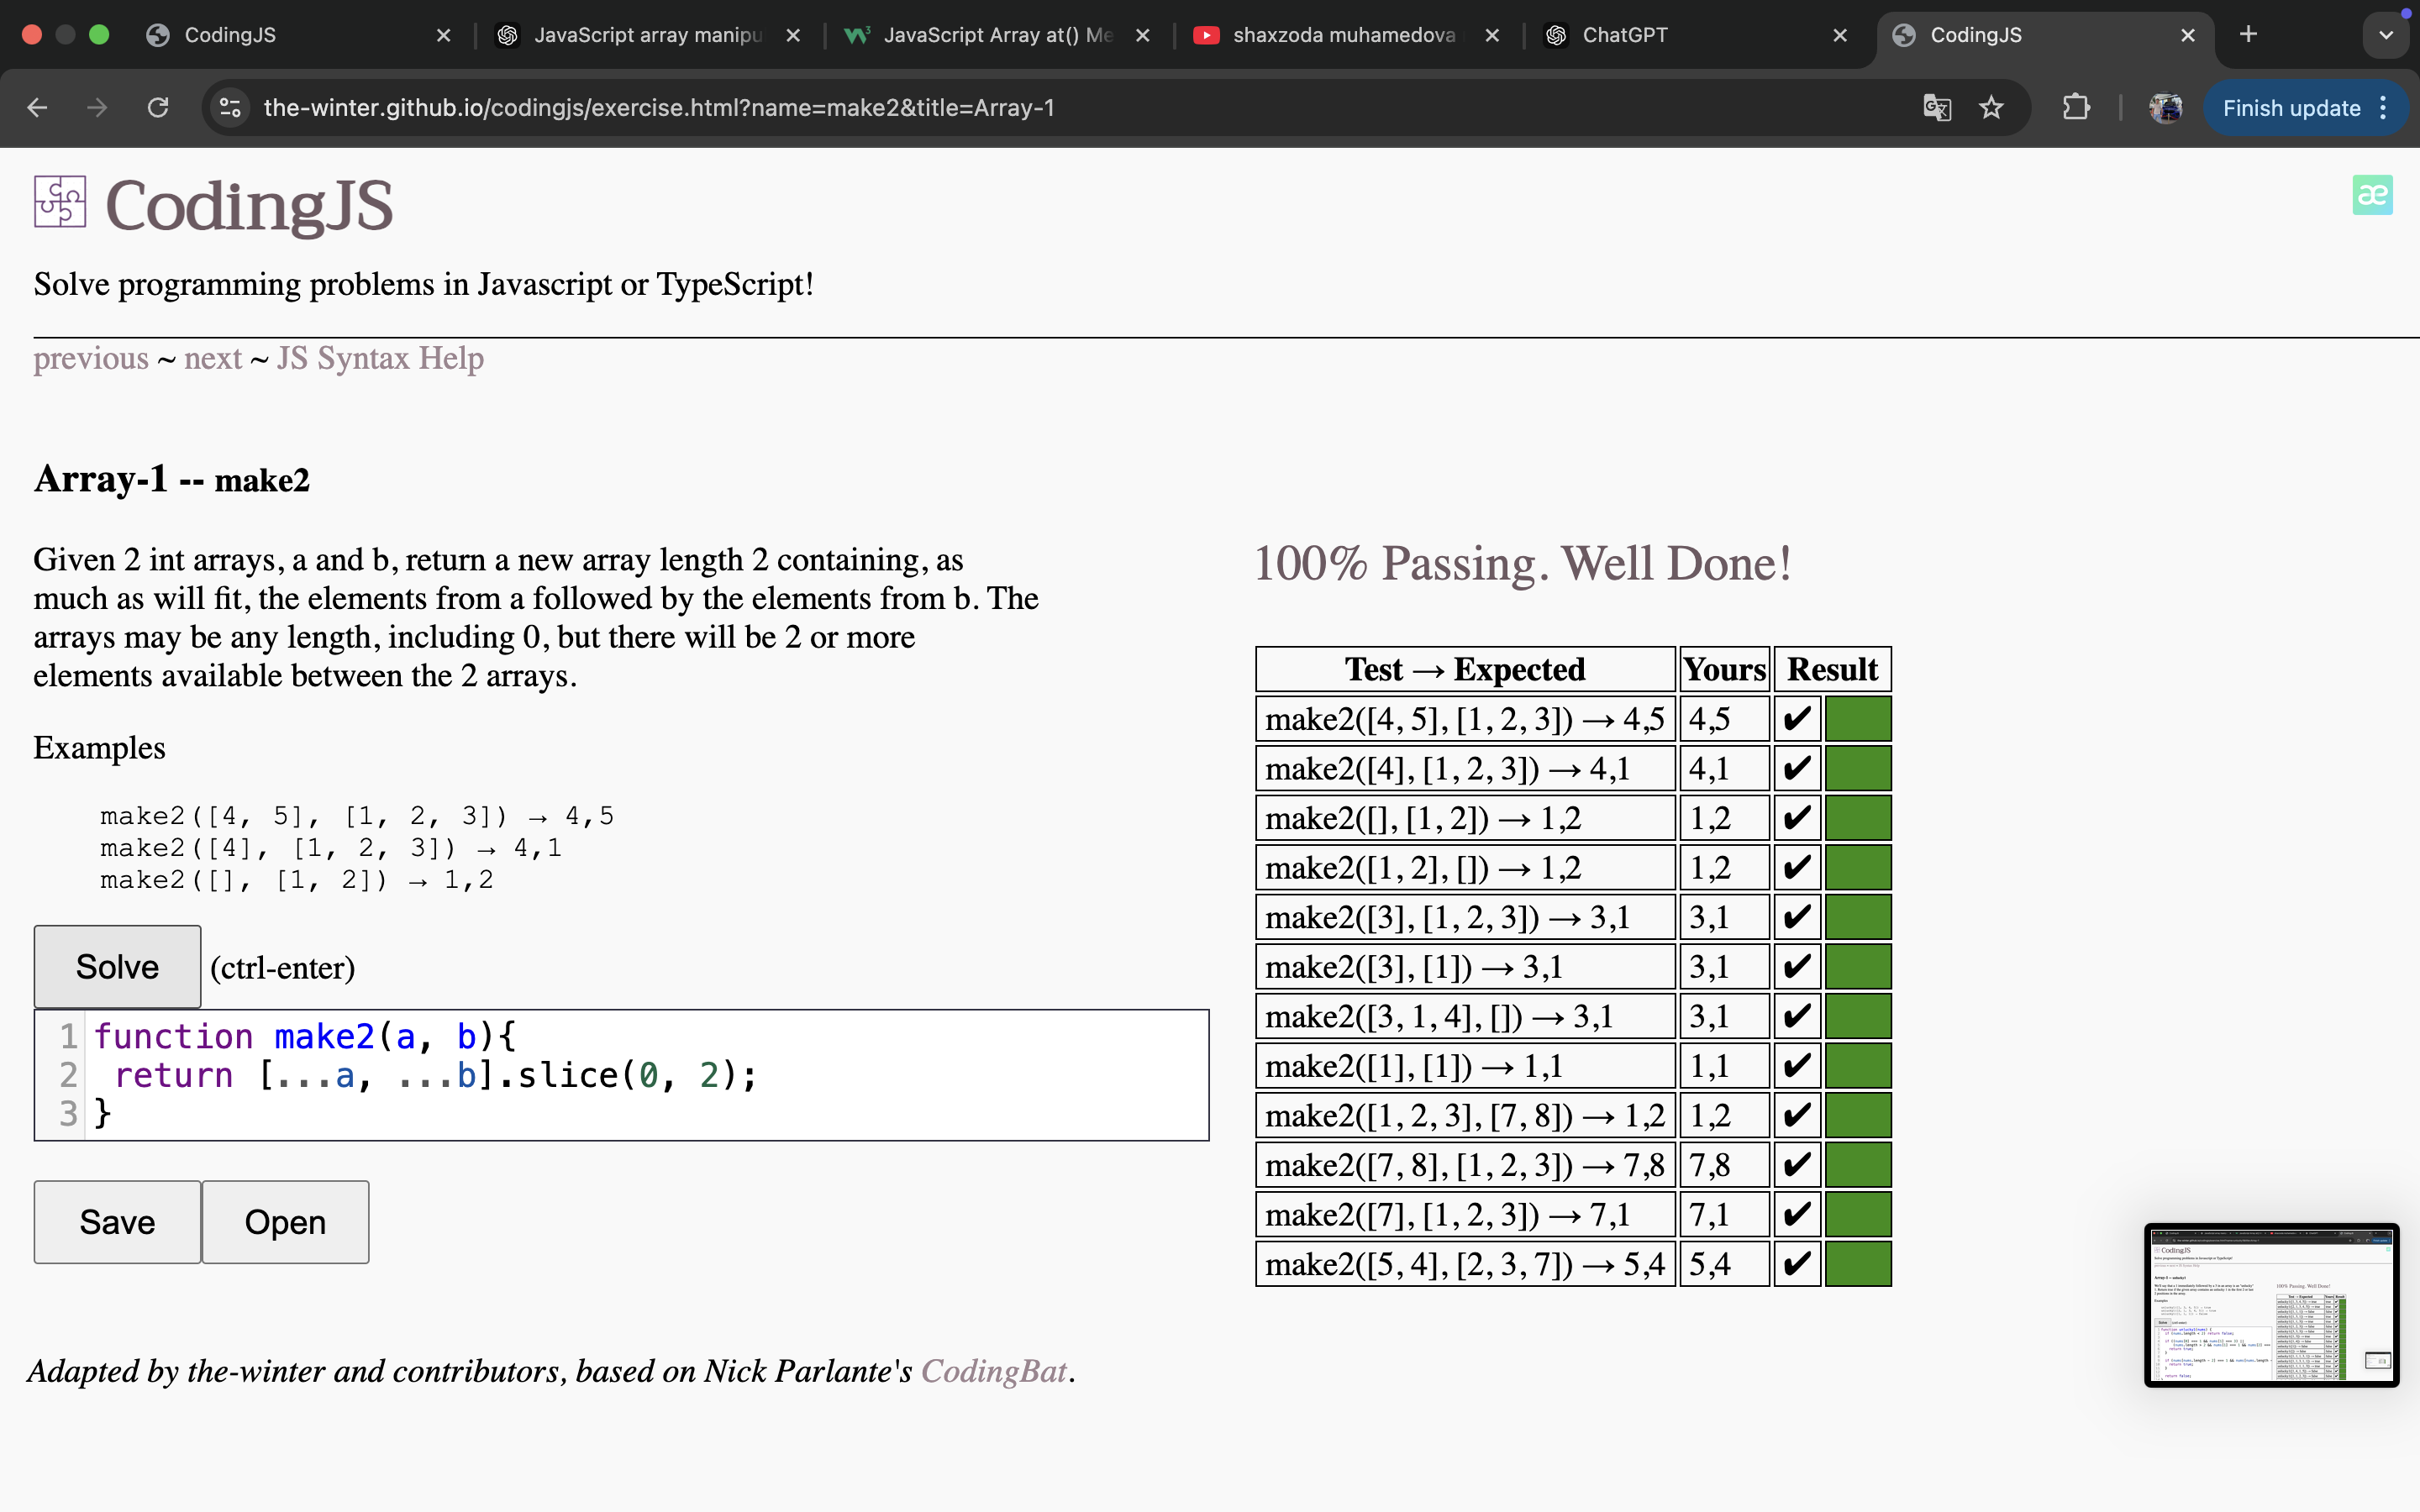 CodingJS
JavaScript array manipu
JavaScript Array at() Me
shaxzoda muhamedova
ChatGPT
CodingJS
the-winter.github.io/codingjs/exercise.html?name=make2&title=Array-1
Finish update
CodingJS
æ
Solve programming problems in Javascript or TypeScript!
previous ~ next ~ JS Syntax Help
Array-1 -- make2
Given 2 int arrays, a and b, return a new array length 2 containing, as
much as will fit, the elements from a followed by the elements from b. The
arrays may be any length, including 0, but there will be 2 or more
elements available between the 2 arrays.
Examples
make2([4, 5], [1, 2, 3]) → 4,5
make2([4], [1, 2, 3]) → 4,1
make2([], [1, 2]) → 1,2
Solve (ctrl-enter)
1 function make2(a, b){
2 return [...a, ...b].slice(0, 2);
3 }
Save Open
100% Passing. Well Done!
Test → Expected Yours Result
make2([4, 5], [1, 2, 3]) → 4,5 4,5 ✔
make2([4], [1, 2, 3]) → 4,1 4,1 ✔
make2([], [1, 2]) → 1,2 1,2 ✔
make2([1, 2], []) → 1,2 1,2 ✔
make2([3], [1, 2, 3]) → 3,1 3,1 ✔
make2([3], [1]) → 3,1 3,1 ✔
make2([3, 1, 4], []) → 3,1 3,1 ✔
make2([1], [1]) → 1,1 1,1 ✔
make2([1, 2, 3], [7, 8]) → 1,2 1,2 ✔
make2([7, 8], [1, 2, 3]) → 7,8 7,8 ✔
make2([7], [1, 2, 3]) → 7,1 7,1 ✔
make2([5, 4], [2, 3, 7]) → 5,4 5,4 ✔
CodingJS
Adapted by the-winter and contributors, based on Nick Parlante's CodingBat.